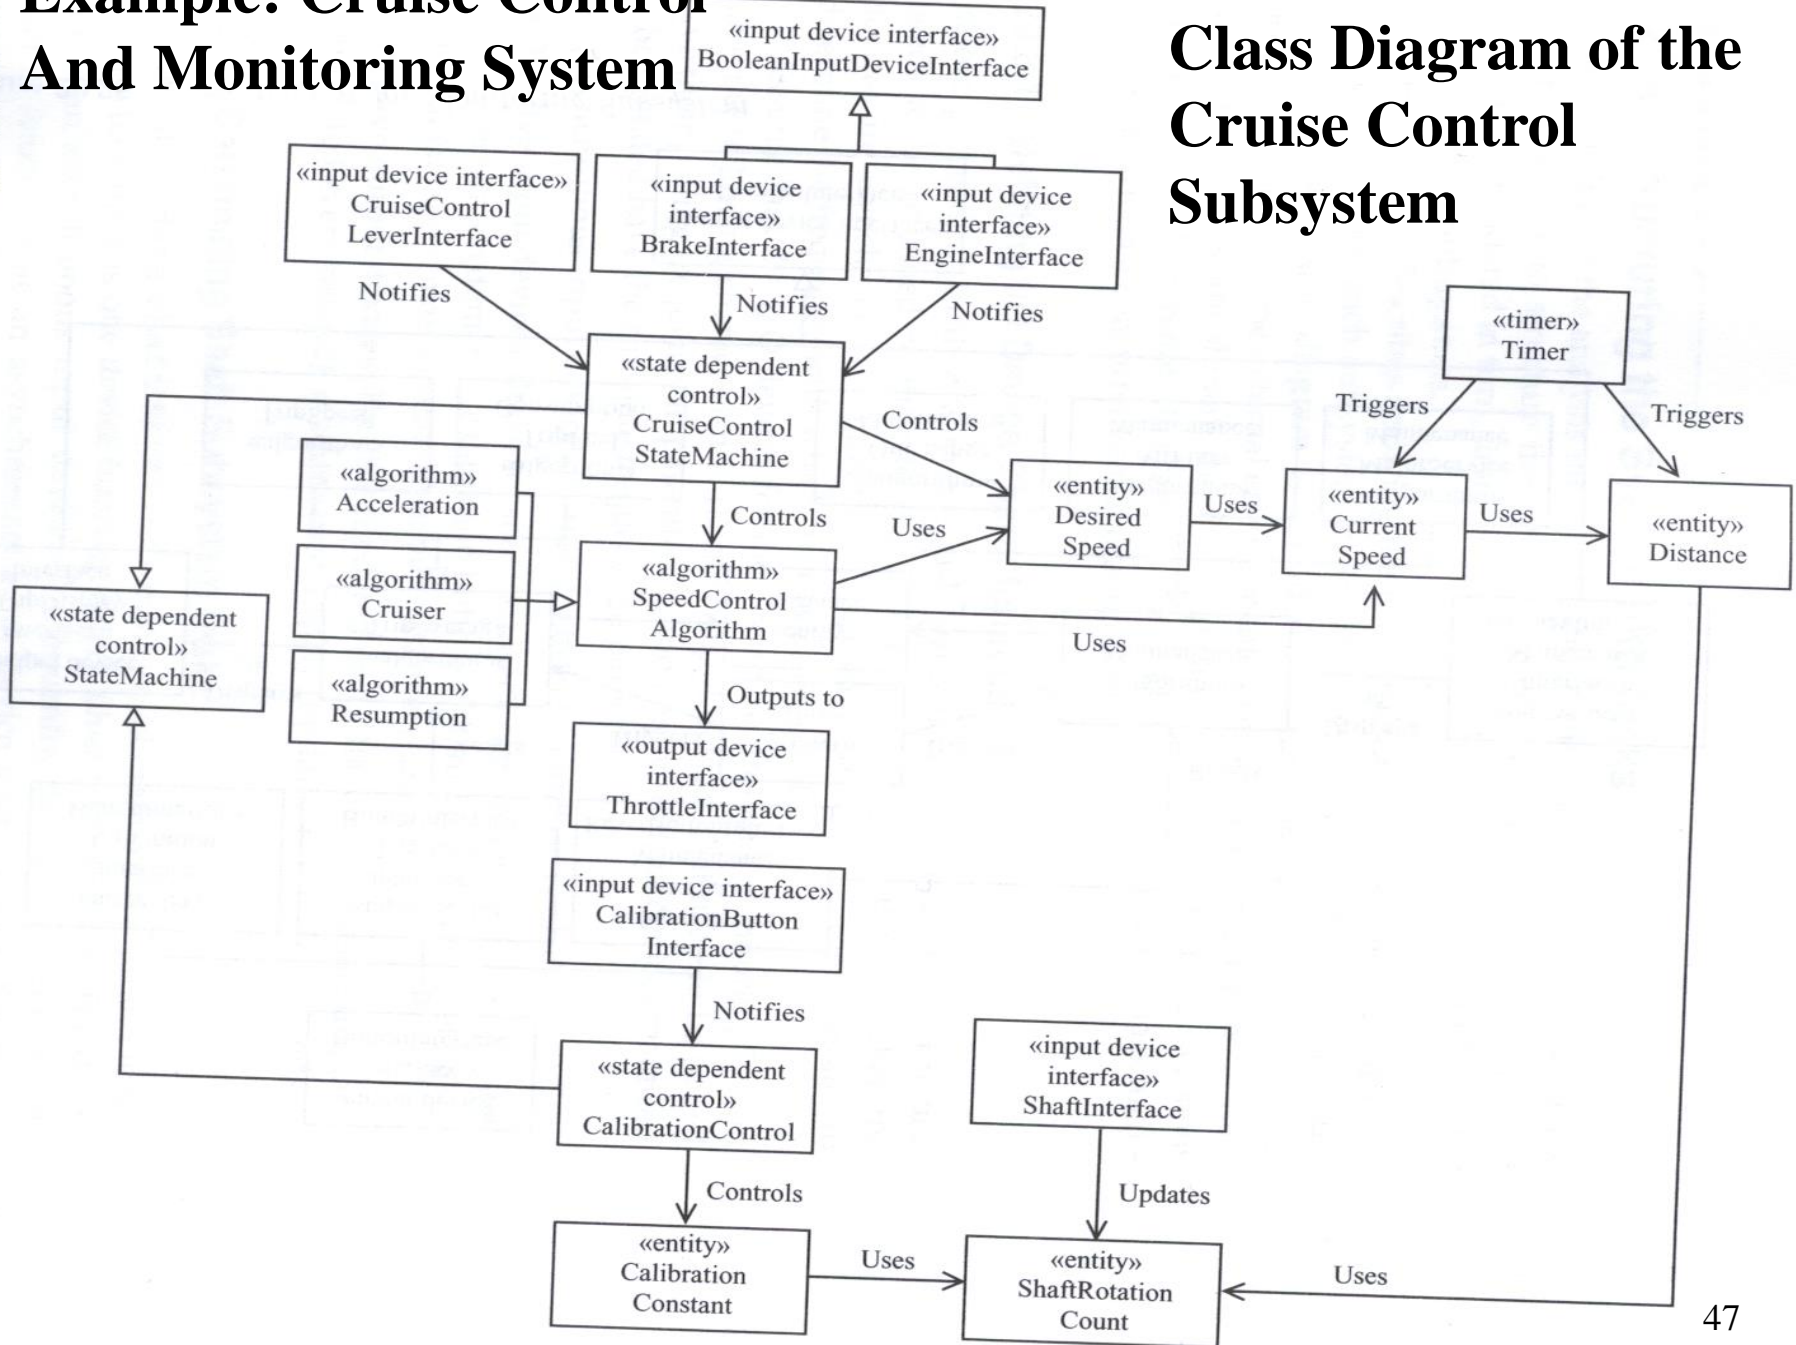 Example: Cruise Control
And Monitoring System
Class Diagram of the
Cruise Control
Subsystem
«input device interface»
BooleanInputDeviceInterface
«input device interface»
CruiseControl
LeverInterface
«input device
interface»
BrakeInterface
«input device
interface»
EngineInterface
Notifies
Notifies
Notifies
«timer»
Timer
Triggers
Triggers
«state dependent
control»
CruiseControl
StateMachine
Controls
Controls
«algorithm»
Acceleration
«algorithm»
Cruiser
«algorithm»
Resumption
«state dependent
control»
StateMachine
«algorithm»
SpeedControl
Algorithm
Uses
«entity»
Desired
Speed
Uses
«entity»
Current
Speed
Uses
«entity»
Distance
Uses
Outputs to
«output device
interface»
ThrottleInterface
«input device interface»
CalibrationButton
Interface
Notifies
«state dependent
control»
CalibrationControl
Controls
«input device
interface»
ShaftInterface
Updates
«entity»
Calibration
Constant
Uses
«entity»
ShaftRotation
Count
Uses
47